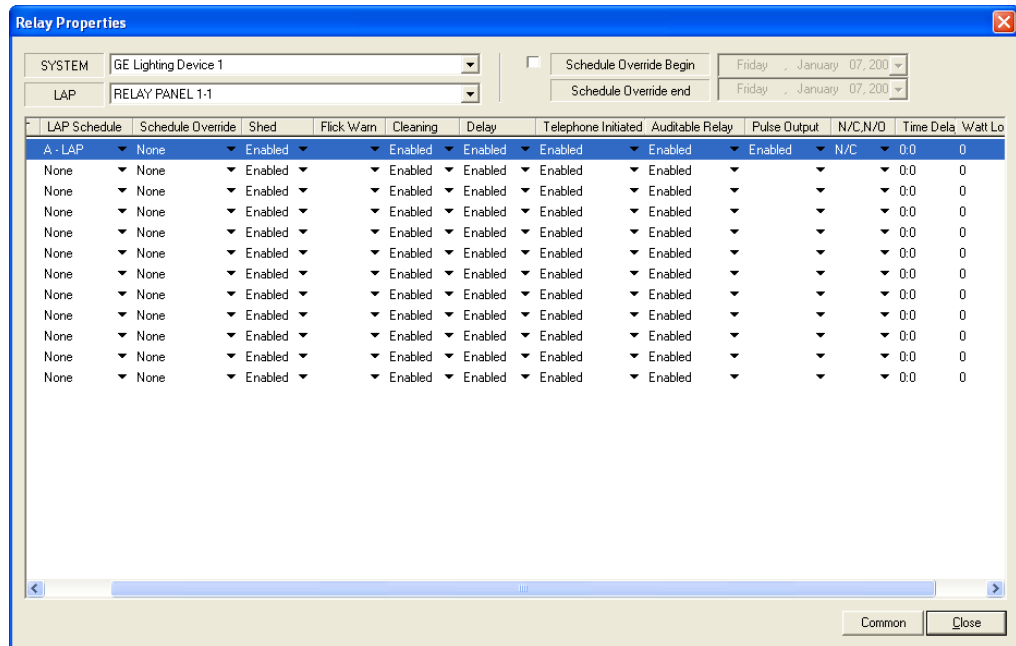 Relay Properties
SYSTEM GE Lighting Device 1 Schedule Override Begin Friday , January 07, 200
LAP RELAY PANEL 1-1 Schedule Override end Friday , January 07, 200
LAP Schedule Schedule Override Shed Flick Warn Cleaning Delay Telephone Initiated Auditable Relay Pulse Output N/C,N/O Time Dela Watt Lo
A - LAP None Enabled Enabled Enabled Enabled Enabled Enabled N/C 0:0 0
None None Enabled Enabled Enabled Enabled Enabled 0:0 0
None None Enabled Enabled Enabled Enabled Enabled 0:0 0
None None Enabled Enabled Enabled Enabled Enabled 0:0 0
None None Enabled Enabled Enabled Enabled Enabled 0:0 0
None None Enabled Enabled Enabled Enabled Enabled 0:0 0
None None Enabled Enabled Enabled Enabled Enabled 0:0 0
None None Enabled Enabled Enabled Enabled Enabled 0:0 0
None None Enabled Enabled Enabled Enabled Enabled 0:0 0
None None Enabled Enabled Enabled Enabled Enabled 0:0 0
None None Enabled Enabled Enabled Enabled Enabled 0:0 0
None None Enabled Enabled Enabled Enabled Enabled 0:0 0
Common Close